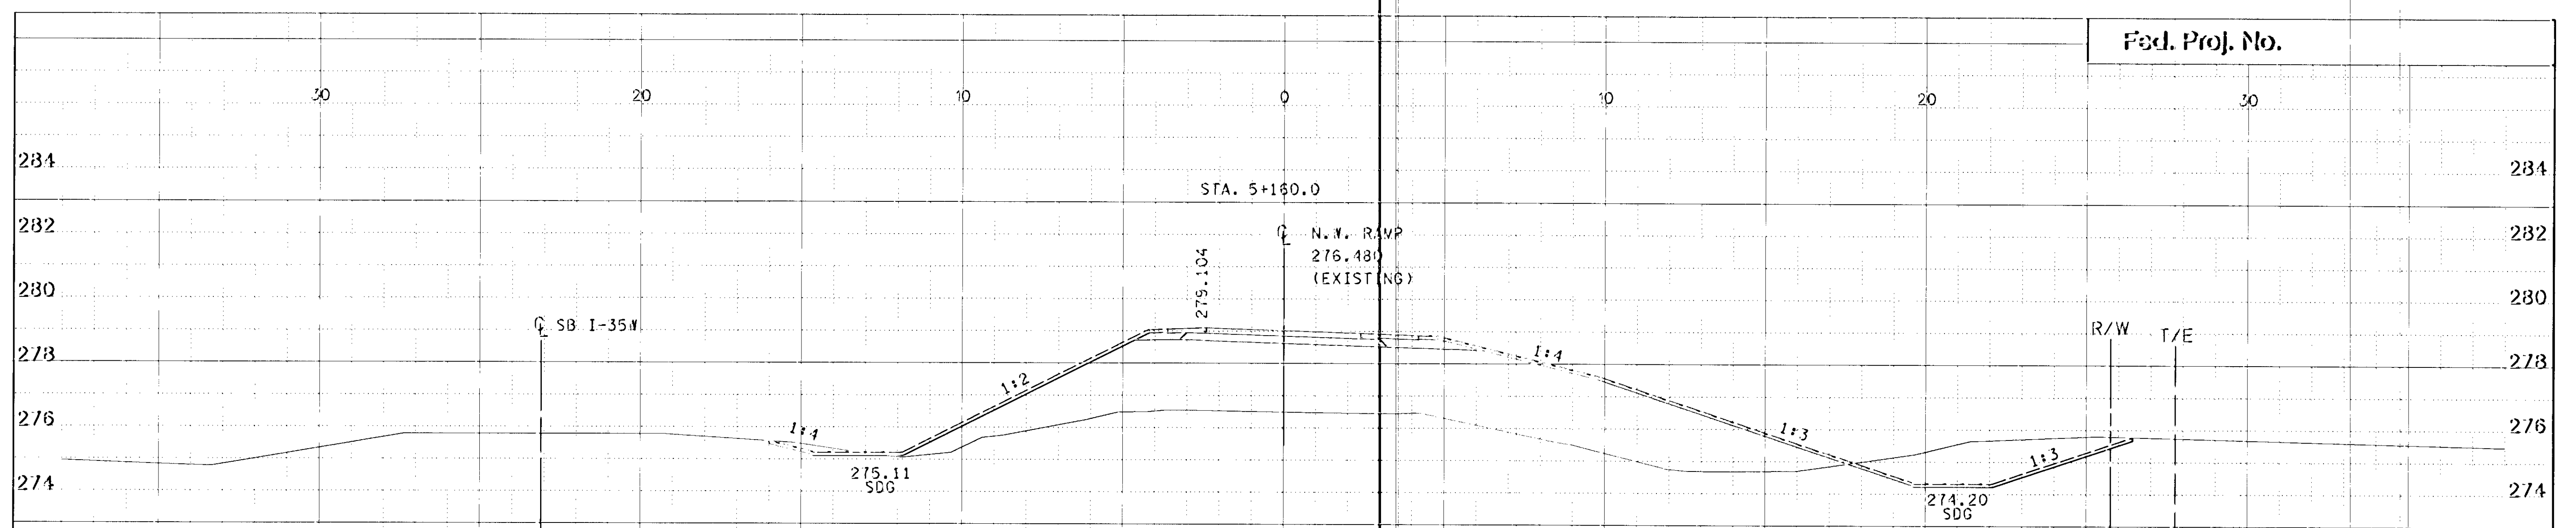 Fed. Proj. No.
30 20 10 0 10 20 30
284 284
STA. 5+160.0
282 282
℄ N.W. RAMP
276.480
(EXISTING)
279.104
280 280
℄ SB I-35W
R/W T/E
278 278
1:4
1:2
276 276
1:4
1:3
1:3
275.11
SDG
274 274
274.20
SDG